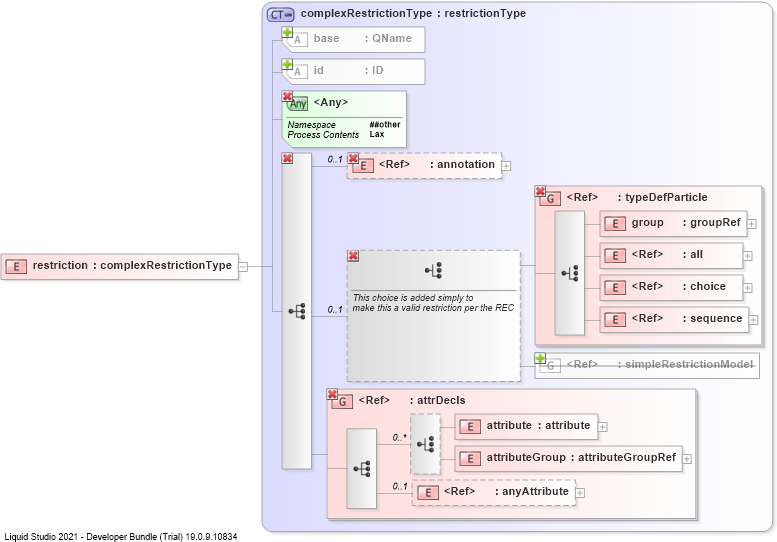 CT complexRestrictionType : restrictionType
A base : QName
A id : ID
Any <Any>
Namespace ##other
Process Contents Lax
0..1 E <Ref> : annotation
G <Ref> : typeDefParticle
E group : groupRef
E <Ref> : all
E <Ref> : choice
E <Ref> : sequence
E restriction : complexRestrictionType
0..1 This choice is added simply to
make this a valid restriction per the REC
G <Ref> : simpleRestrictionModel
G <Ref> : attrDecls
0..* E attribute : attribute
E attributeGroup : attributeGroupRef
0..1 E <Ref> : anyAttribute
Liquid Studio 2021 - Developer Bundle (Trial) 19.0.9.10834